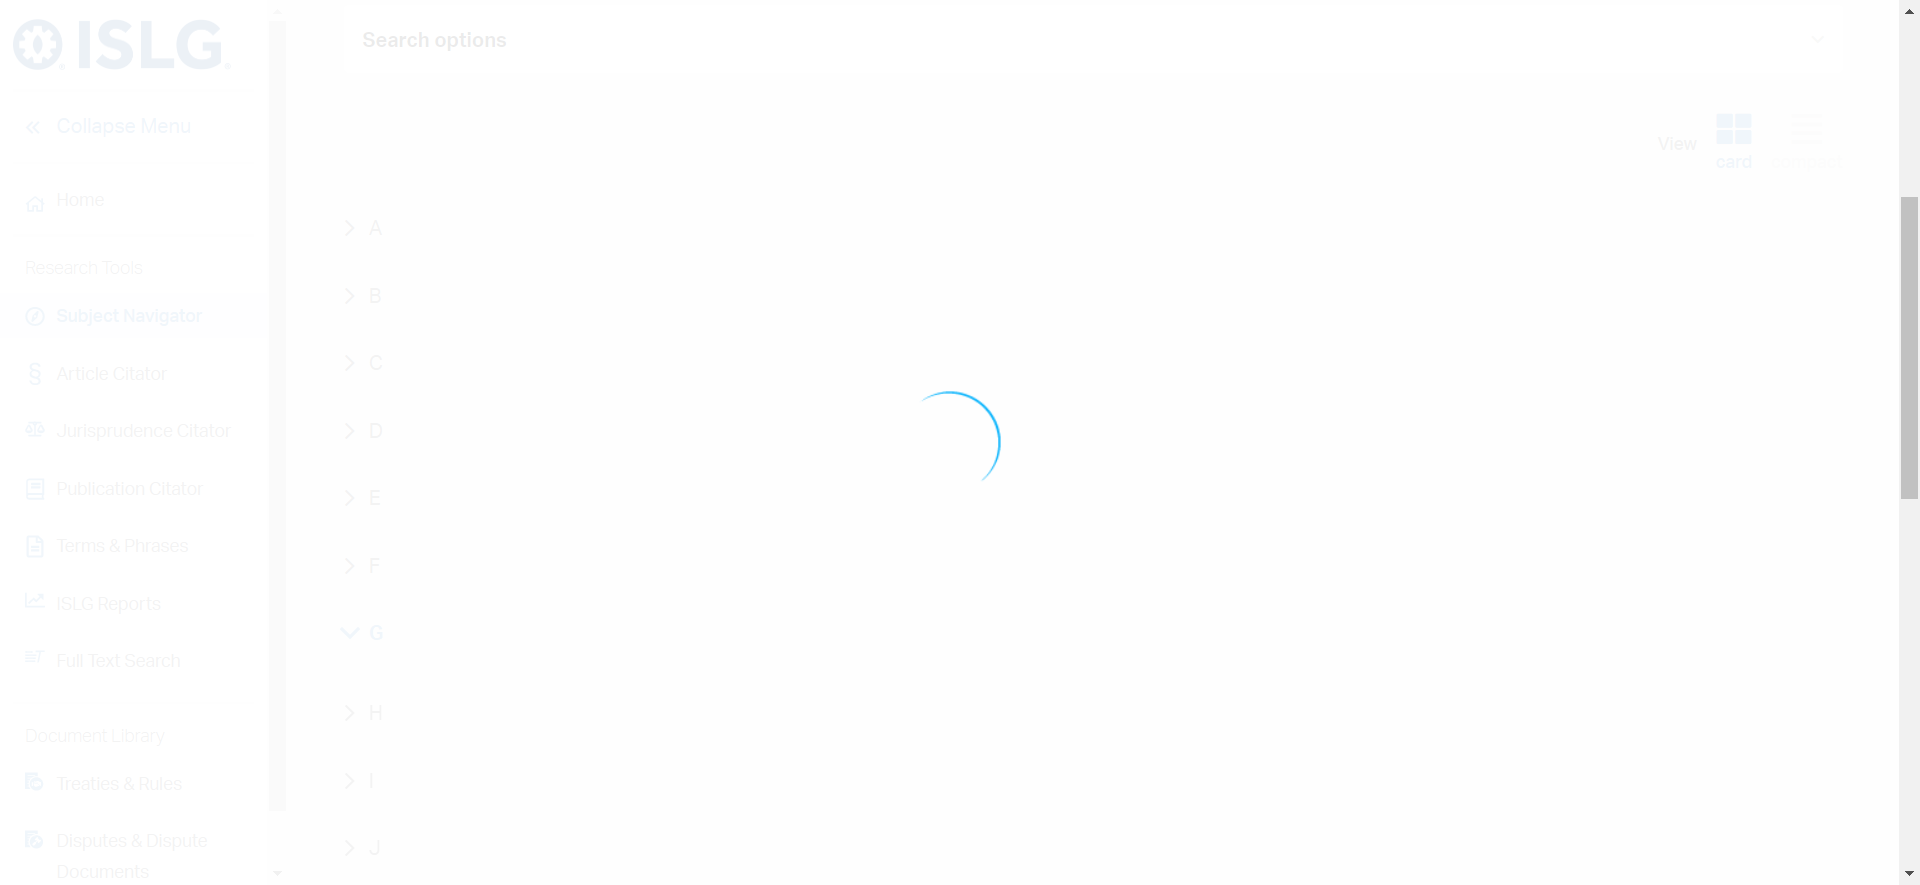 ISLG
Search options
Collapse Menu
View
card
Home
A
Research Tools
B
Subject Navigator
C
Article Citator
D
Jurisprudence Citator
E
Publication Citator
F
Terms & Phrases
ISLG Reports
G
Full Text Search
H
Document Library
I
Treaties & Rules
J
Disputes & Dispute
Documents